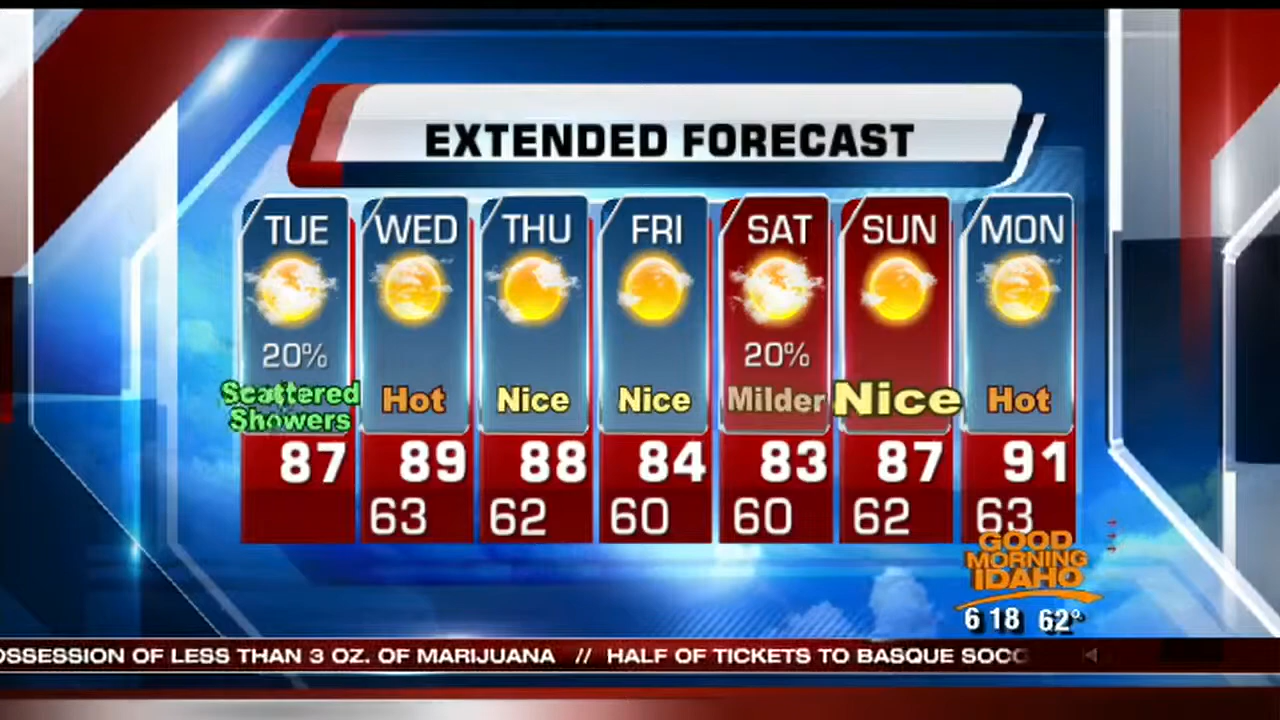 EXTENDED FORECAST
TUE WED THU FRI SAT SUN MON
20% 20%
Scattered Showers Hot Nice Nice Milder Nice Hot
87 89 88 84 83 87 91
63 62 60 60 62 63
GOOD
MORNING
IDAHO
6 18 62°
OSSESSION OF LESS THAN 3 OZ. OF MARIJUANA // HALF OF TICKETS TO BASQUE SOCC